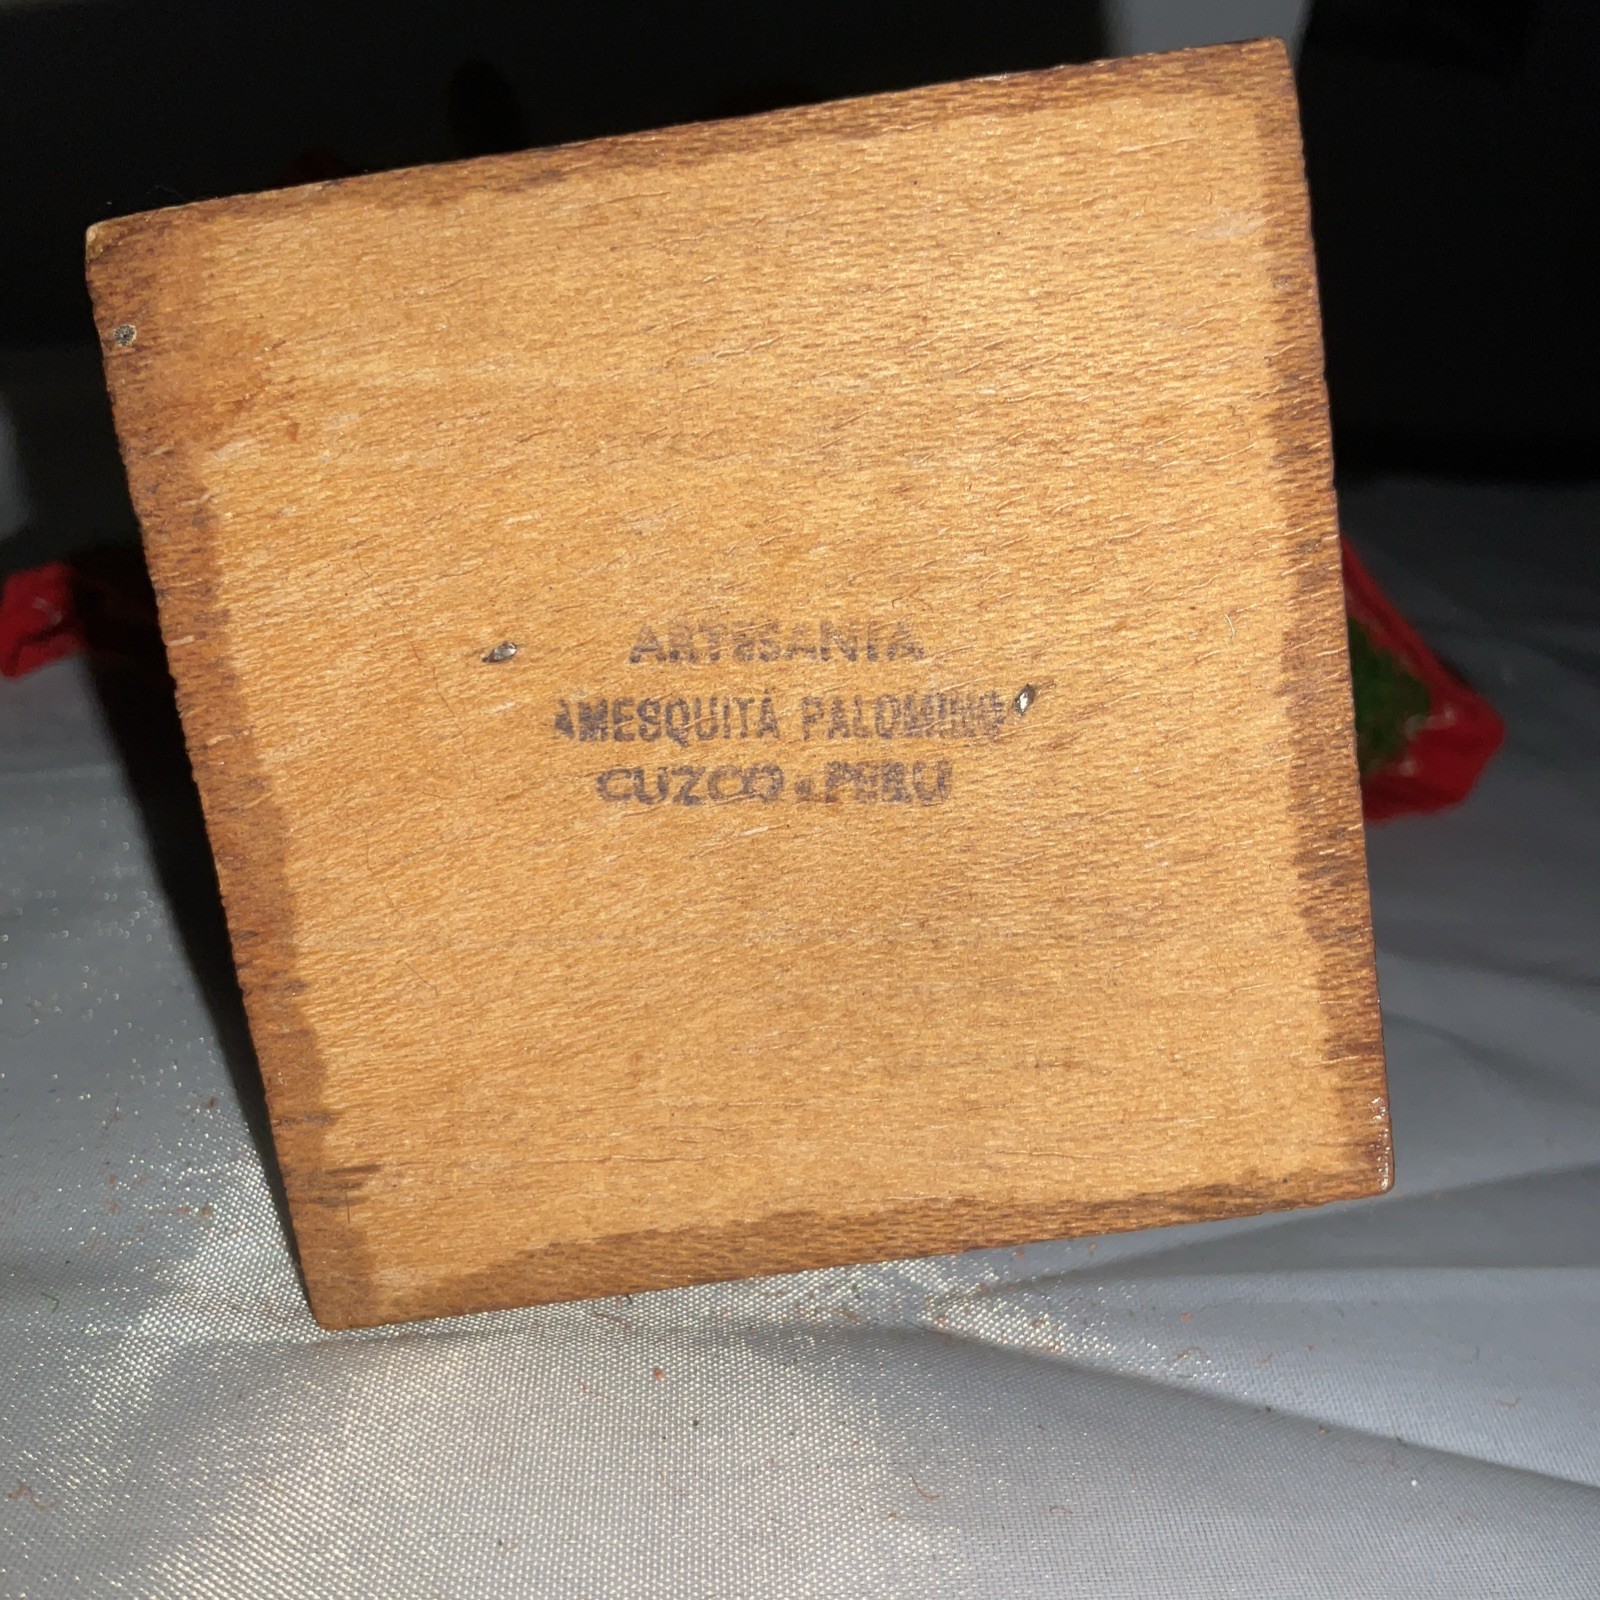 ARTESANIA
AMESQUITA PALOMINO
CUZCO - PERU